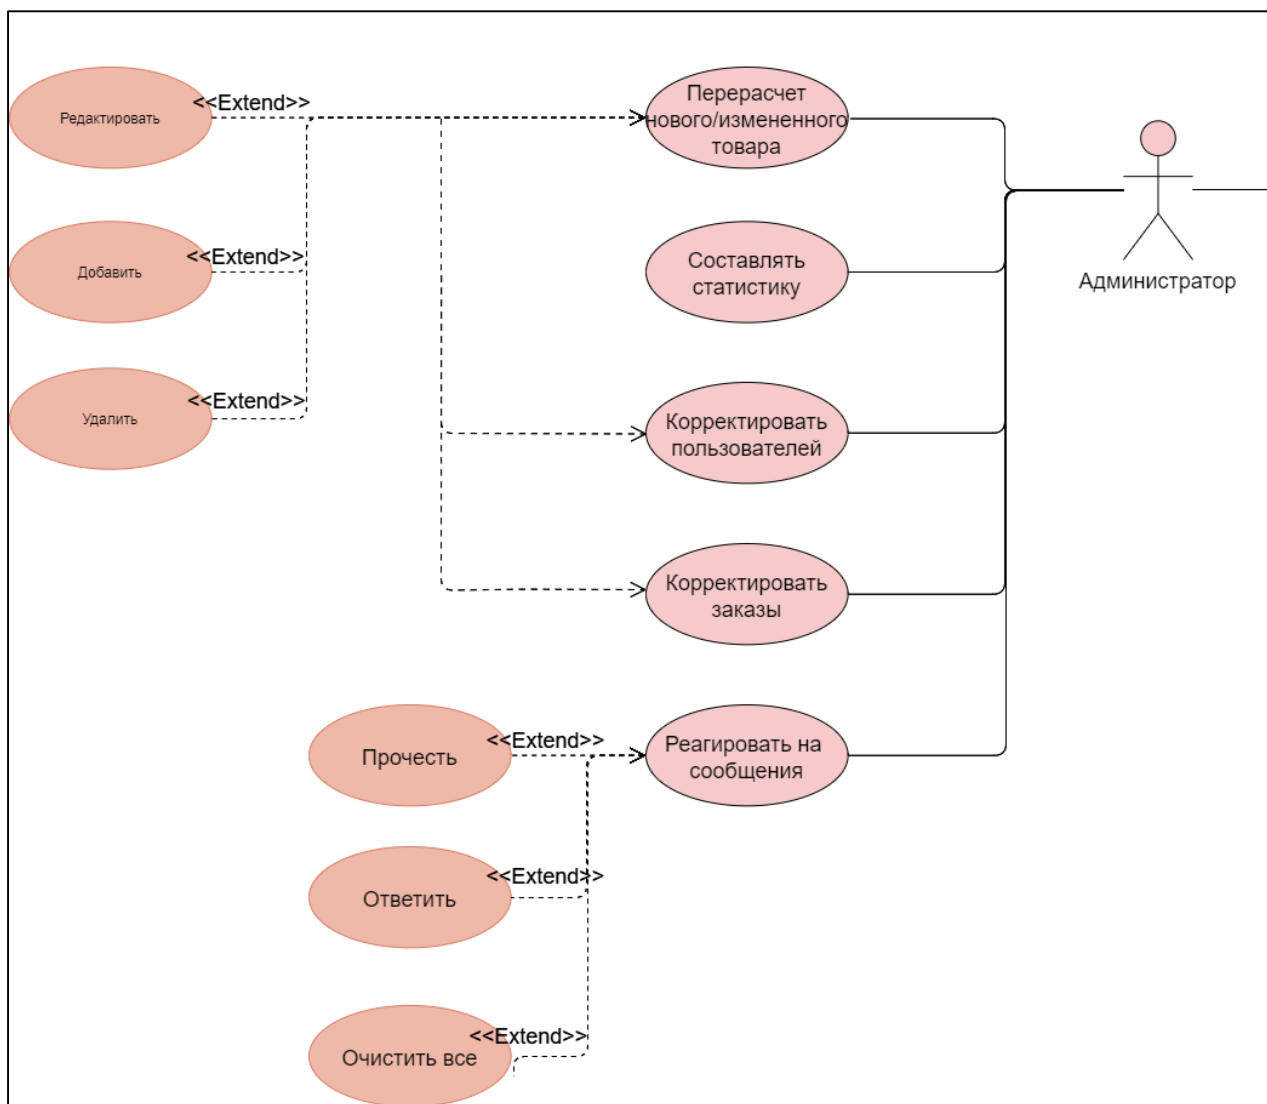 <<Extend>>
Редактировать
Перерасчет
нового/измененного
товара
<<Extend>>
Добавить
Составлять
статистику
Администратор
<<Extend>>
Удалить
Корректировать
пользователей
Корректировать
заказы
<<Extend>>
Прочесть
Реагировать на
сообщения
<<Extend>>
Ответить
<<Extend>>
Очистить все